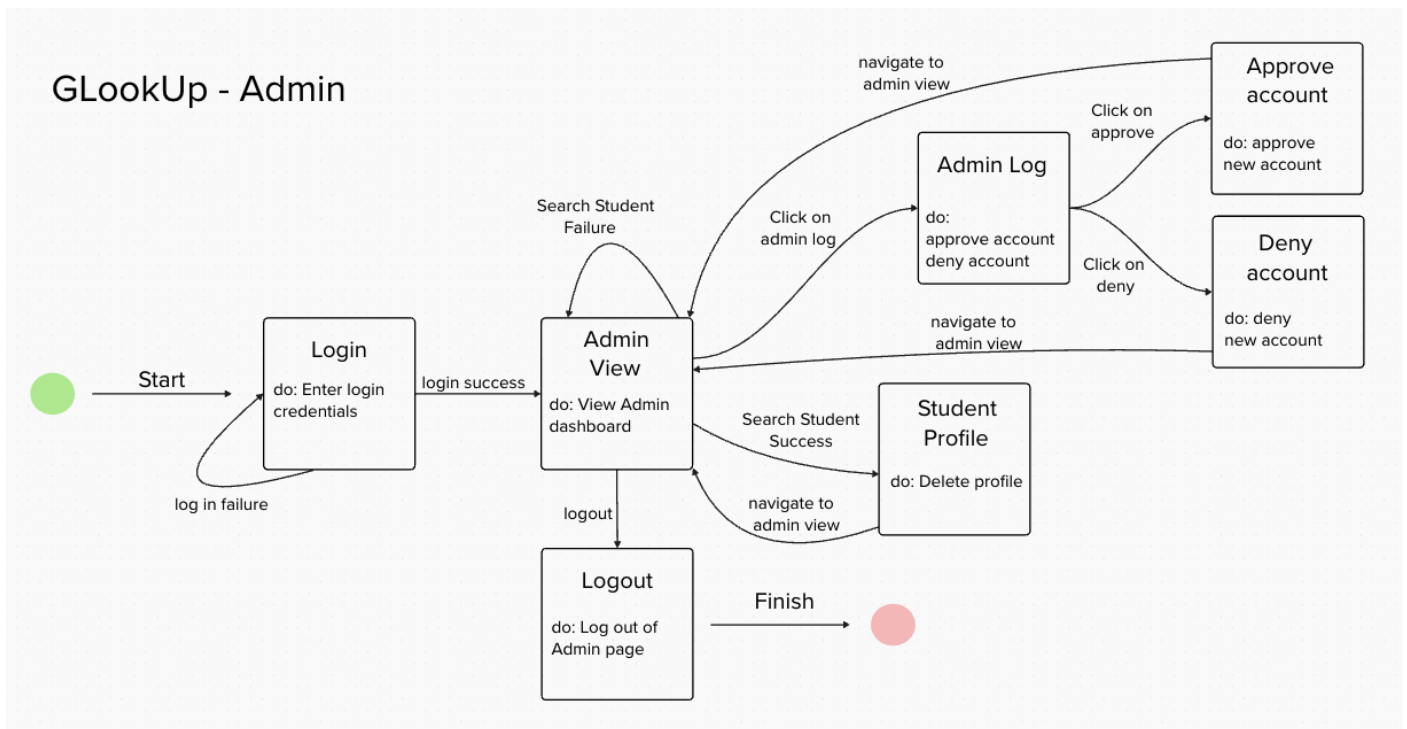 GLookUp - Admin
Start
Login
do: Enter login
credentials
log in failure
login success
Search Student
Failure
Admin
View
do: View Admin
dashboard
logout
Logout
do: Log out of
Admin page
Finish
Click on
admin log
Admin Log
do:
approve account
deny account
Click on
approve
Approve
account
do: approve
new account
navigate to
admin view
Click on
deny
Deny
account
do: deny
new account
navigate to
admin view
Search Student
Success
Student
Profile
do: Delete profile
navigate to
admin view